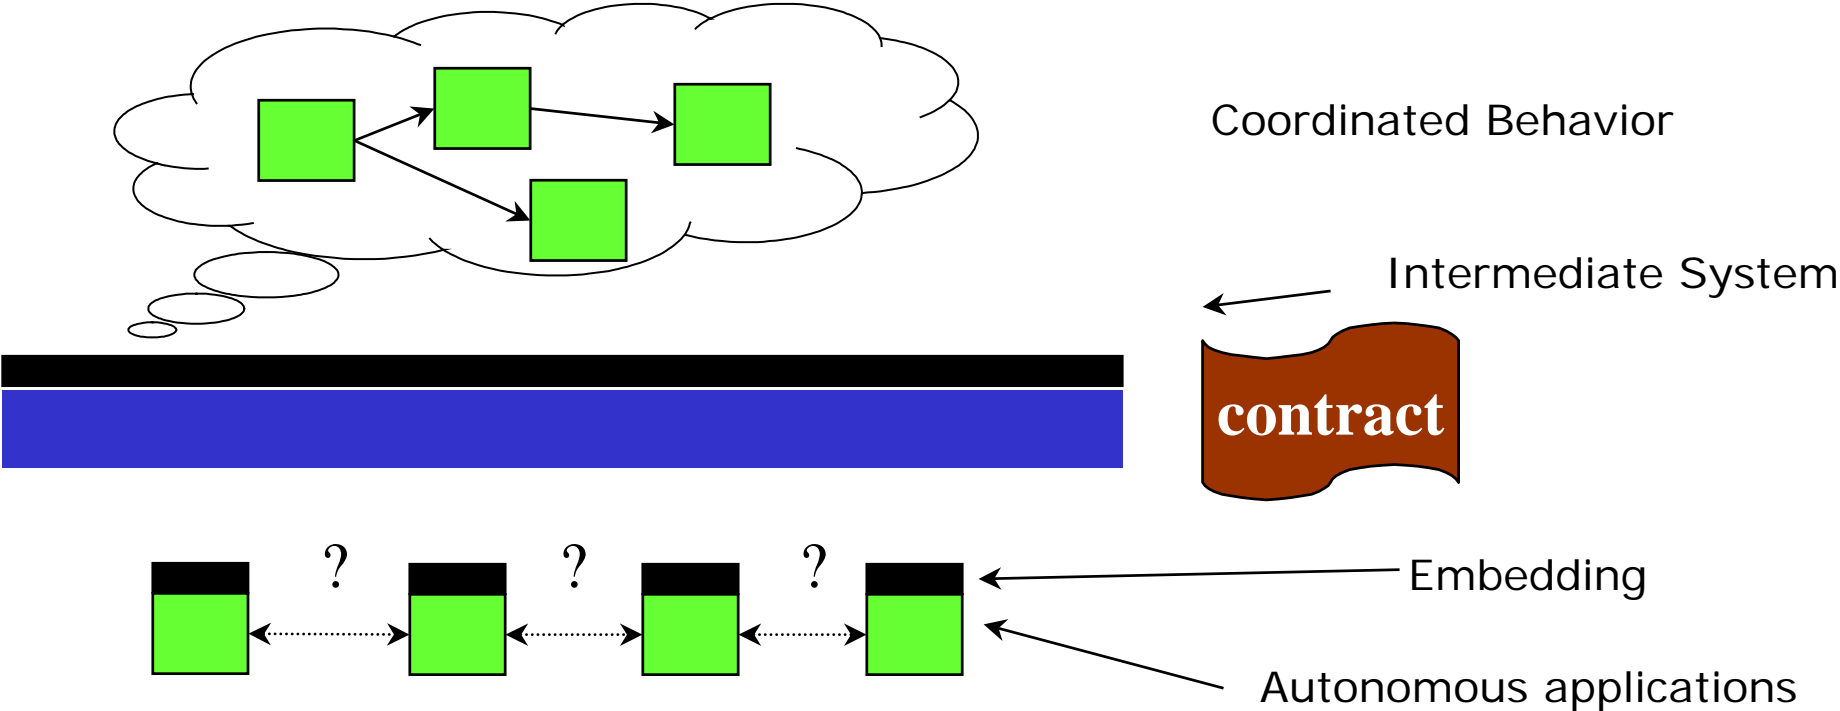 Coordinated Behavior
Intermediate System
contract
? ? ?
Embedding
Autonomous applications